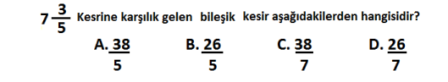 7 3/5 Kesrine karşılık gelen bileşik kesir aşağıdakilerden hangisidir?
A. 38/5 B. 26/5 C. 38/7 D. 26/7